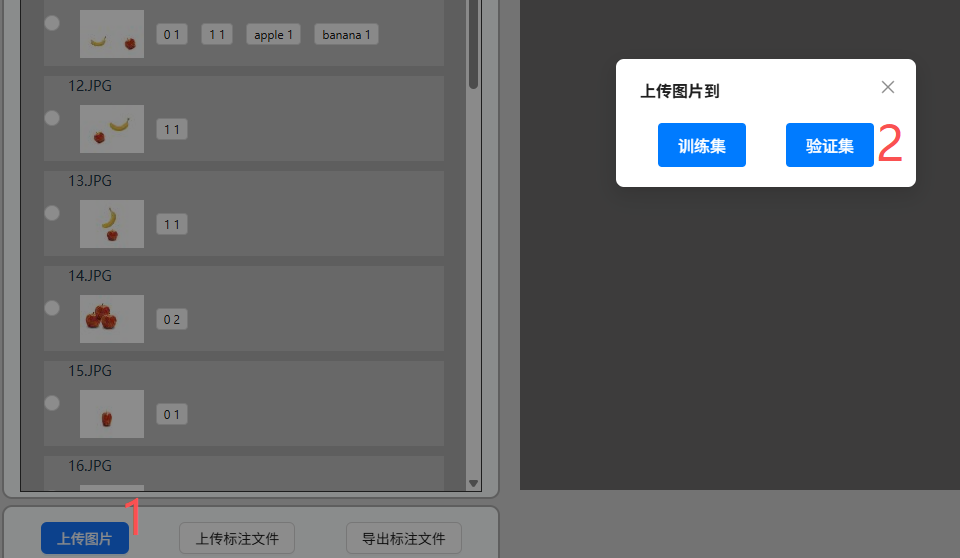 0 1 1 1 apple 1 banana 1
12.JPG
1 1
13.JPG
1 1
14.JPG
0 2
15.JPG
0 1
16.JPG
1
上传图片 上传标注文件 导出标注文件
上传图片到
训练集 验证集 2